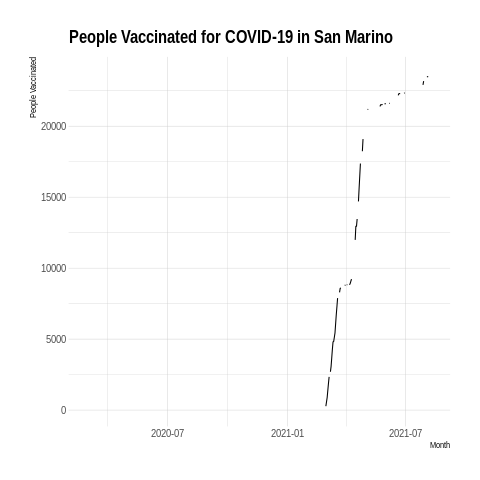 People Vaccinated for COVID-19 in San Marino
People Vaccinated
20000
15000
10000
5000
0
2020-07 2021-01 2021-07
Month